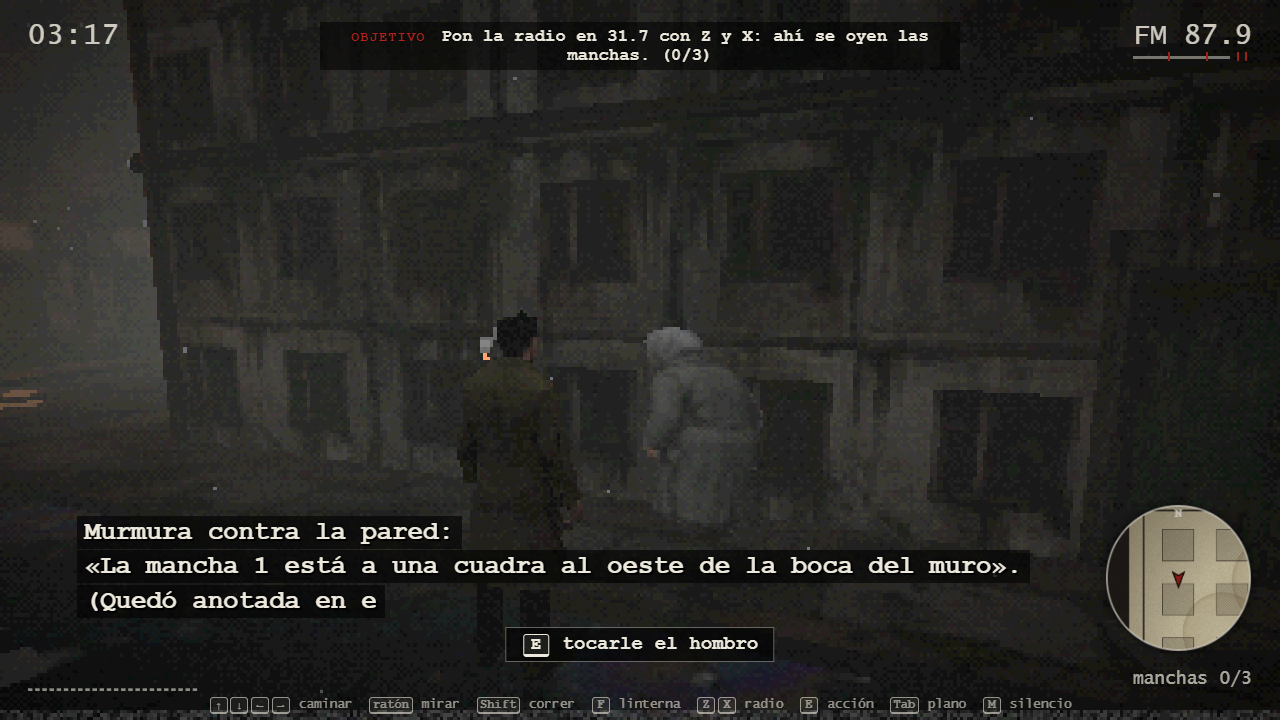 03:17
OBJETIVO Pon la radio en 31.7 con Z y X: ahí se oyen las
manchas. (0/3)
FM 87.9
Murmura contra la pared:
«La mancha 1 está a una cuadra al oeste de la boca del muro».
(Quedó anotada en e
E tocarle el hombro
N
manchas 0/3
↑ ↓ ← → caminar ratón mirar Shift correr F linterna Z X radio E acción Tab plano M silencio